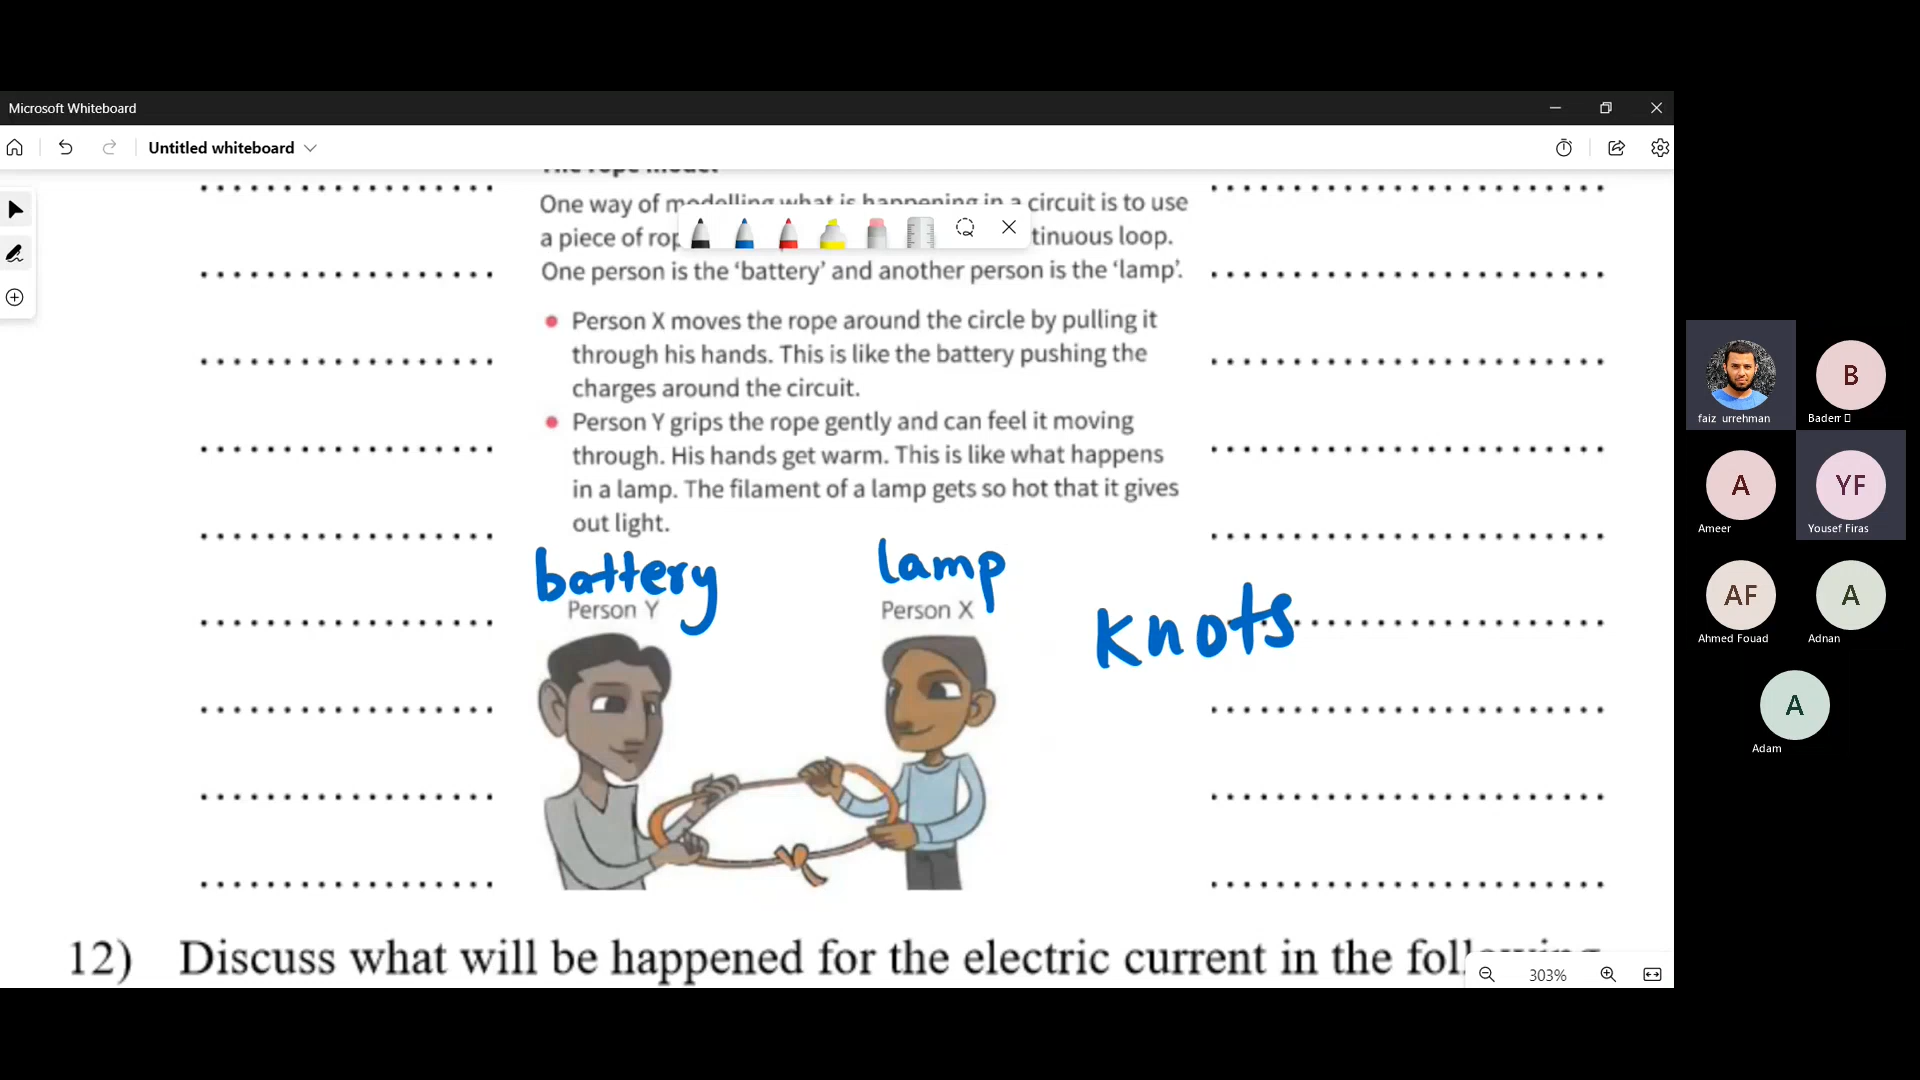 Microsoft Whiteboard
Untitled whiteboard
The rope model
One way of modelling what is happening in a circuit is to use
a piece of tinuous loop.
One person is the ‘battery’ and another person is the ‘lamp’.
Person X moves the rope around the circle by pulling it
through his hands. This is like the battery pushing the
charges around the circuit.
Person Y grips the rope gently and can feel it moving
through. His hands get warm. This is like what happens
in a lamp. The filament of a lamp gets so hot that it gives
out light.
battery lamp
Person Y Person X
Knots
12) Discuss what will be happened for the electric current in the following
303%
faiz urrehman
B
Baderr
A
Ameer
YF
Yousef Firas
AF
Ahmed Fouad
A
Adnan
A
Adam